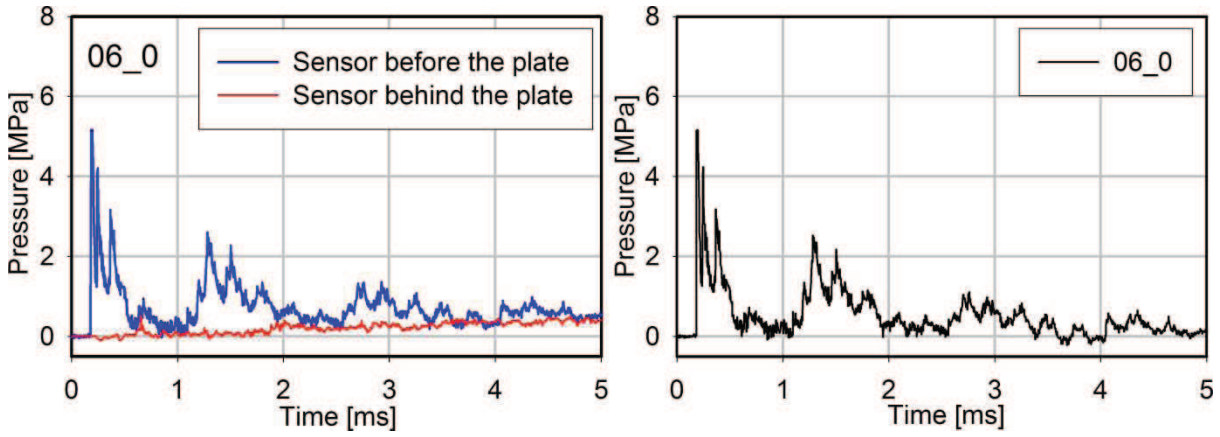 8
6
4
2
0
Pressure [MPa]
06_0
Sensor before the plate
Sensor behind the plate
0 1 2 3 4 5
Time [ms]
8
6
4
2
0
Pressure [MPa]
06_0
0 1 2 3 4 5
Time [ms]